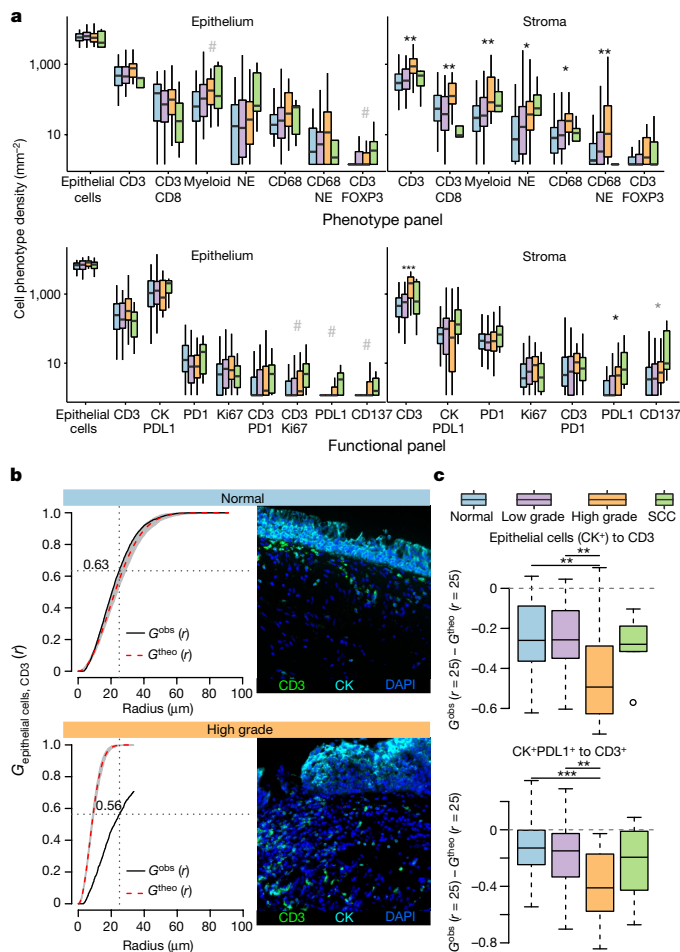 a
Epithelium
Stroma
Cell phenotype density (mm–2)
1,000
10
#
#
**
**
**
*
*
**
Epithelial cells
CD3
CD3 CD8
Myeloid
NE
CD68
CD68 NE
CD3 FOXP3
CD3
CD3 CD8
Myeloid
NE
CD68
CD68 NE
CD3 FOXP3
Phenotype panel
Epithelium
Stroma
1,000
10
#
#
#
***
*
*
Epithelial cells
CD3
CK PDL1
PD1
Ki67
CD3 PD1
CD3 Ki67
PDL1
CD137
CD3
CK PDL1
PD1
Ki67
CD3 PD1
PDL1
CD137
Functional panel
b
Normal
G epithelial cells, CD3 (r)
1.0
0.8
0.6
0.4
0.2
0
0.63
Gobs (r)
Gtheo (r)
0 20 40 60 80 100
Radius (μm)
CD3 CK DAPI
High grade
1.0
0.8
0.6
0.4
0.2
0
0.56
Gobs (r)
Gtheo (r)
0 20 40 60 80 100
Radius (μm)
CD3 CK DAPI
c
Normal
Low grade
High grade
SCC
Epithelial cells (CK+) to CD3
**
**
Gobs (r = 25) – Gtheo (r = 25)
0
–0.2
–0.4
–0.6
CK+PDL1+ to CD3+
**
***
Gobs (r = 25) – Gtheo (r = 25)
0
–0.4
–0.8